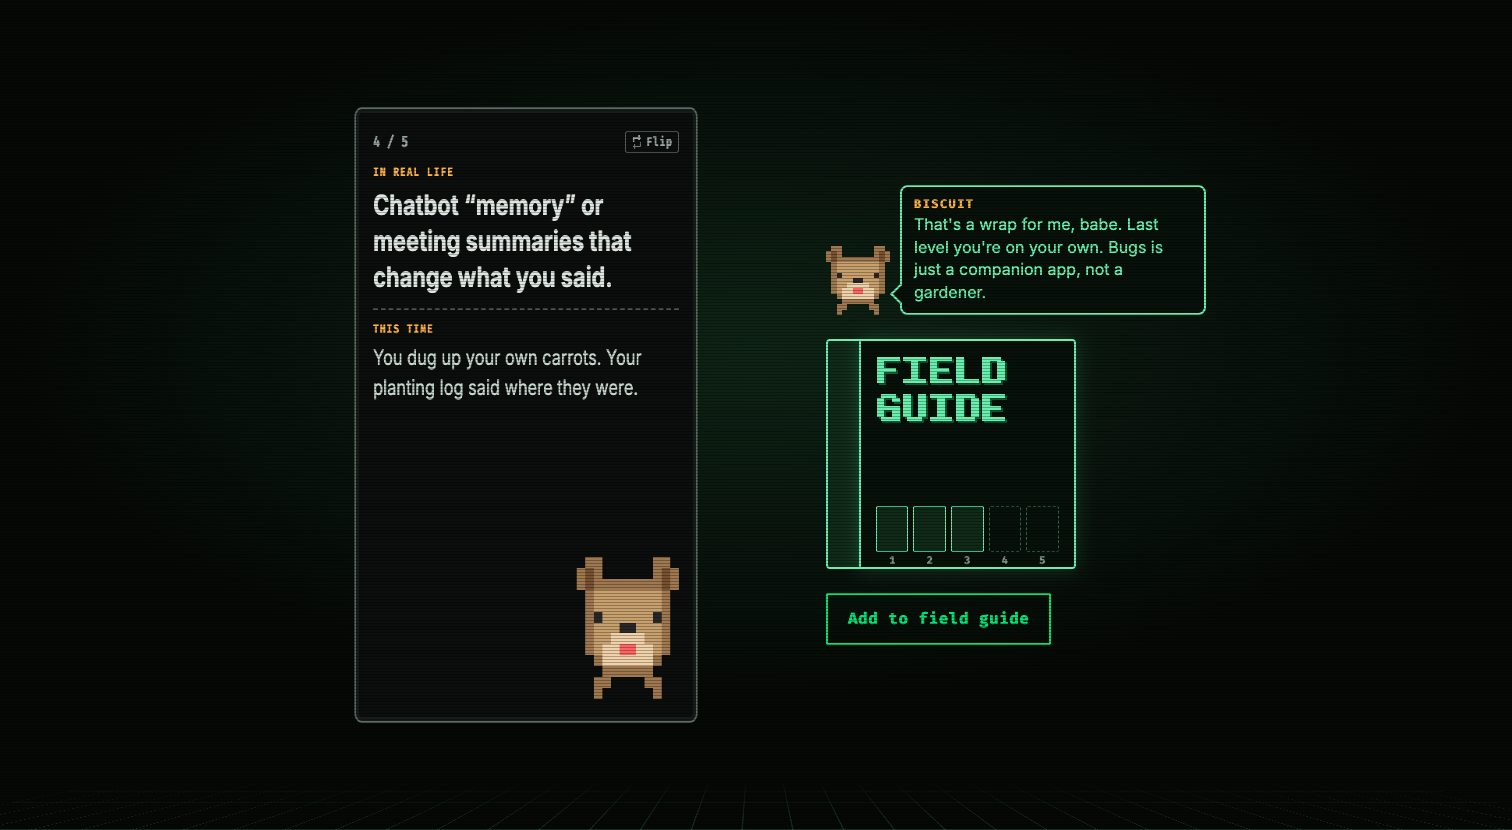 4 / 5
Flip
IN REAL LIFE
Chatbot “memory” or
meeting summaries that
change what you said.
THIS TIME
You dug up your own carrots. Your
planting log said where they were.
BISCUIT
That's a wrap for me, babe. Last
level you're on your own. Bugs is
just a companion app, not a
gardener.
FIELD
GUIDE
1 2 3 4 5
Add to field guide